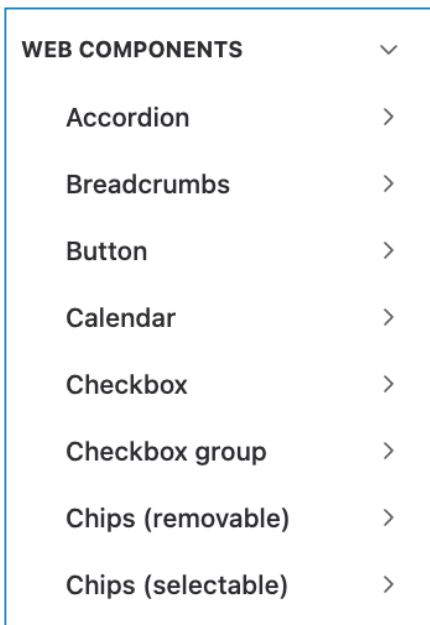 WEB COMPONENTS
Accordion
Breadcrumbs
Button
Calendar
Checkbox
Checkbox group
Chips (removable)
Chips (selectable)